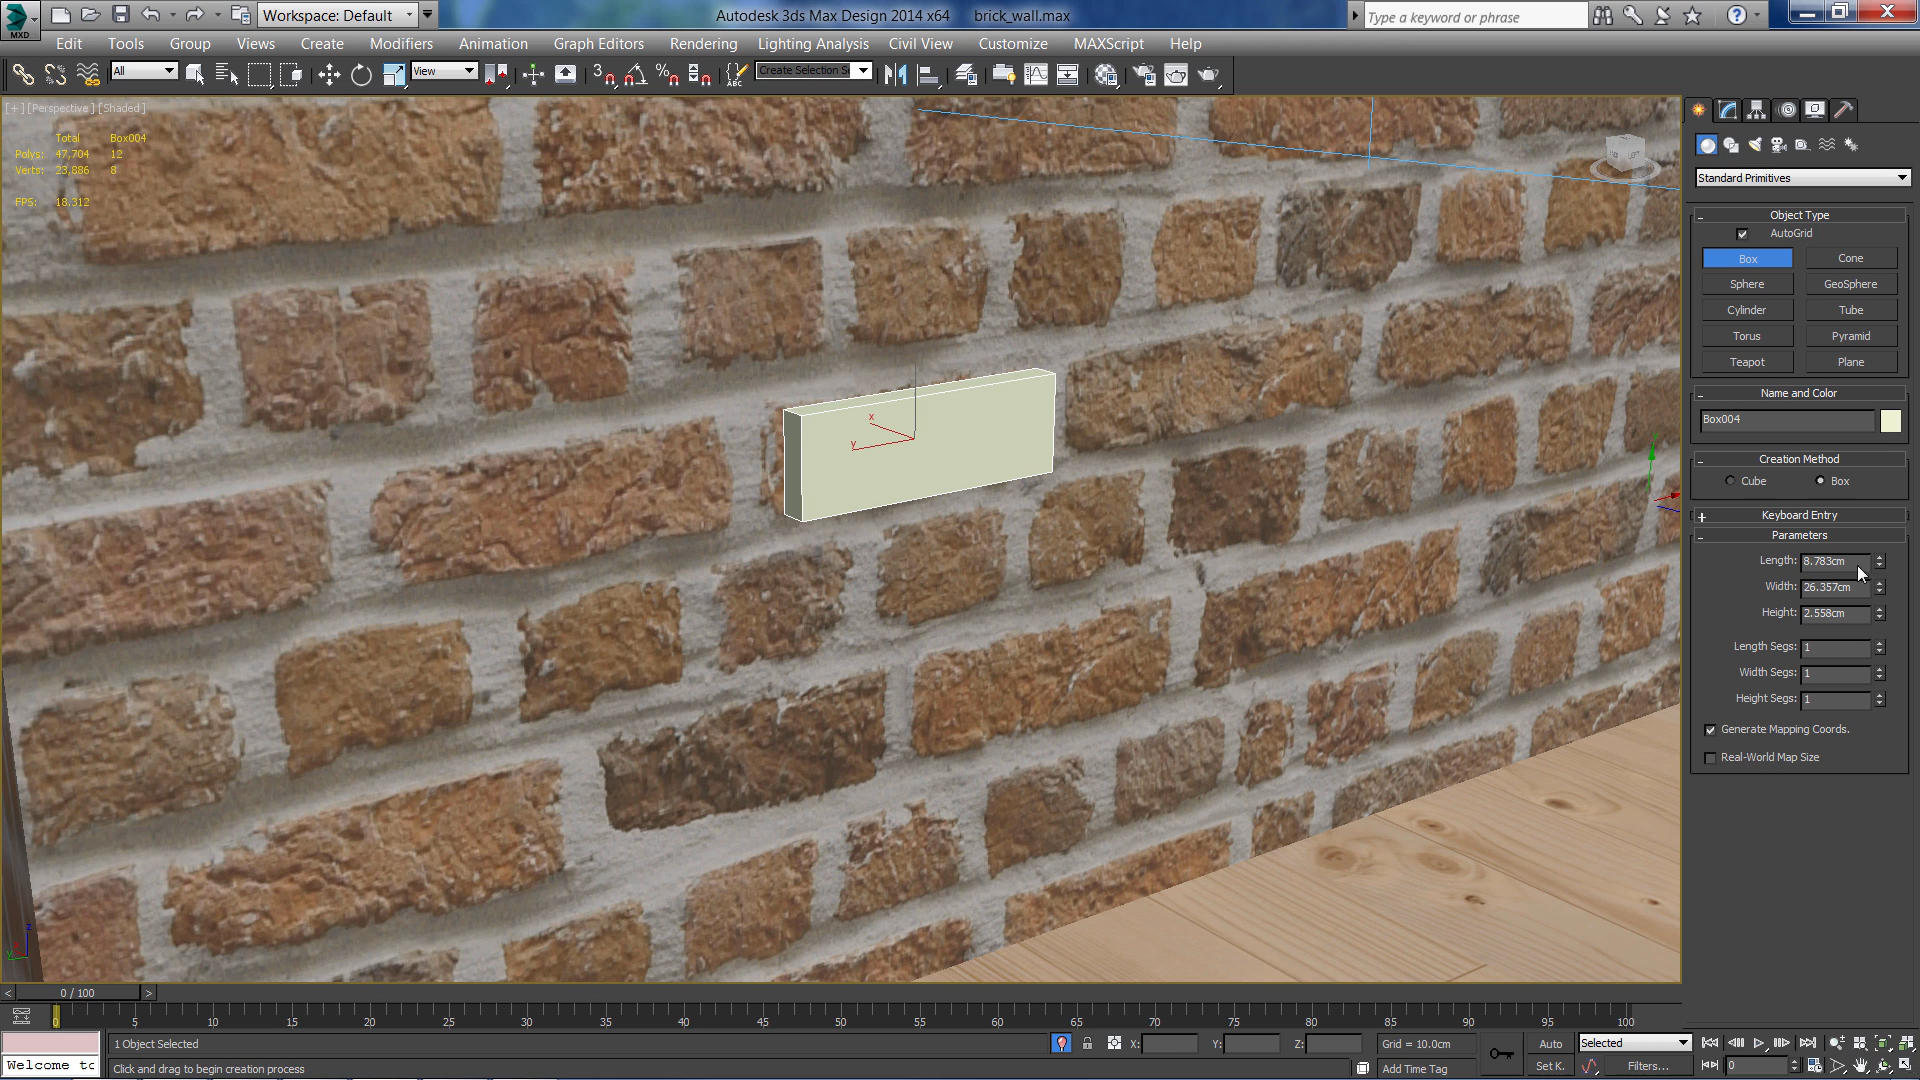 Workspace: Default
Autodesk 3ds Max Design 2014 x64 brick_wall.max
Type a keyword or phrase
MXD
Edit Tools Group Views Create Modifiers Animation Graph Editors Rendering Lighting Analysis Civil View Customize MAXScript Help
All
View
3
ABC
Create Selection Se
[+] [Perspective] [Shaded]
Total Box004
Polys: 47,704 12
Verts: 23,886 8
FPS: 18.312
x
y
Standard Primitives
Object Type
AutoGrid
Box Cone
Sphere GeoSphere
Cylinder Tube
Torus Pyramid
Teapot Plane
Name and Color
Box004
Creation Method
Cube Box
Keyboard Entry
Parameters
Length: 8.783cm
Width: 26.357cm
Height: 2.558cm
Length Segs: 1
Width Segs: 1
Height Segs: 1
Generate Mapping Coords.
Real-World Map Size
z
y
< 0 / 100 >
0 5 10 15 20 25 30 35 40 45 50 55 60 65 70 75 80 85 90 95 100
1 Object Selected
X: Y: Z:
Grid = 10.0cm
Auto
Selected
Welcome to
Click and drag to begin creation process
Add Time Tag
Set K.
Filters...
0